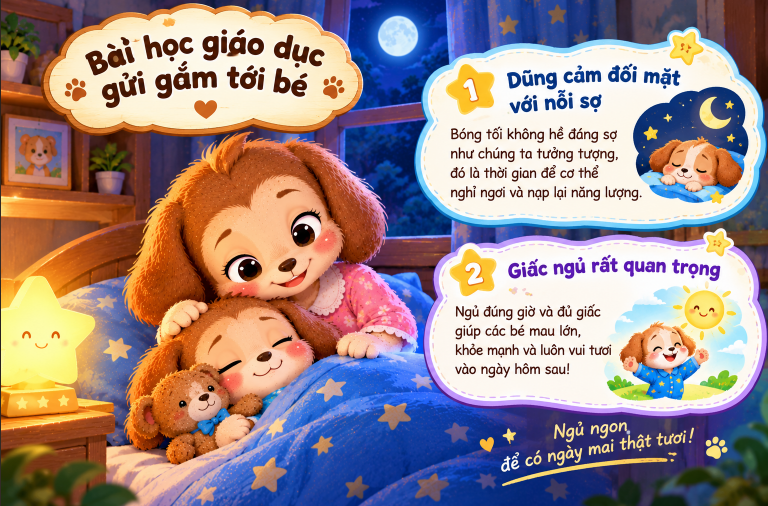 Bài học giáo dục
gửi gắm tới bé
1
Dũng cảm đối mặt
với nỗi sợ
Bóng tối không hề đáng sợ
như chúng ta tưởng tượng,
đó là thời gian để cơ thể
nghỉ ngơi và nạp lại năng lượng.
2
Giấc ngủ rất quan trọng
Ngủ đúng giờ và đủ giấc
giúp các bé mau lớn,
khỏe mạnh và luôn vui tươi
vào ngày hôm sau!
Ngủ ngon
để có ngày mai thật tươi!